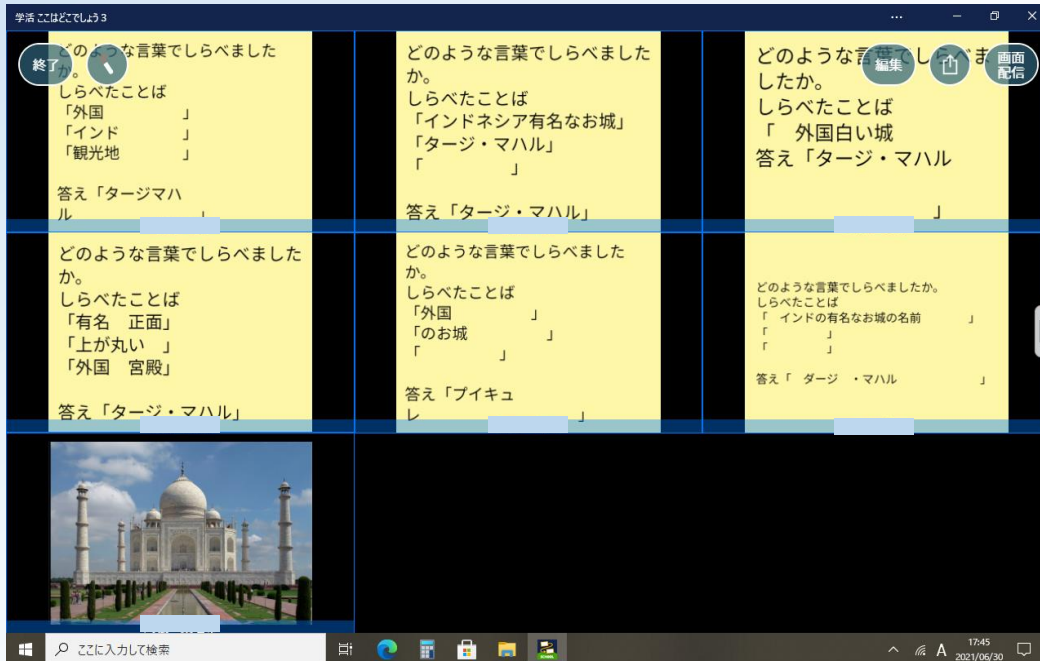 学活 ここはどこでしょう3
終了
編集
画面
配信
どのような言葉でしらべました
か。
しらべたことば
「外国　　　　　」
「インド　　　　」
「観光地　　　　」
答え「タージマハ
ル　　　　　　　　　」
どのような言葉でしらべました
か。
しらべたことば
「インドネシア有名なお城」
「タージ・マハル」
「　　　　　」
答え「タージ・マハル」
どのような言葉でしらべま
したか。
しらべたことば
「　外国白い城
答え「タージ・マハル
」
どのような言葉でしらべました
か。
しらべたことば
「有名　正面」
「上が丸い　」
「外国　宮殿」
答え「タージ・マハル」
どのような言葉でしらべました
か。
しらべたことば
「外国　　　　　」
「のお城　　　　　　」
「　　　　　」
答え「プイキュ
レ　　　　　　　　　　」
どのような言葉でしらべましたか。
しらべたことば
「　インドの有名なお城の名前　　　　」
「　　　　　」
「　　　　　」
答え「　ダージ　・マハル　　　　　　　」
ここに入力して検索
A
17:45
2021/06/30